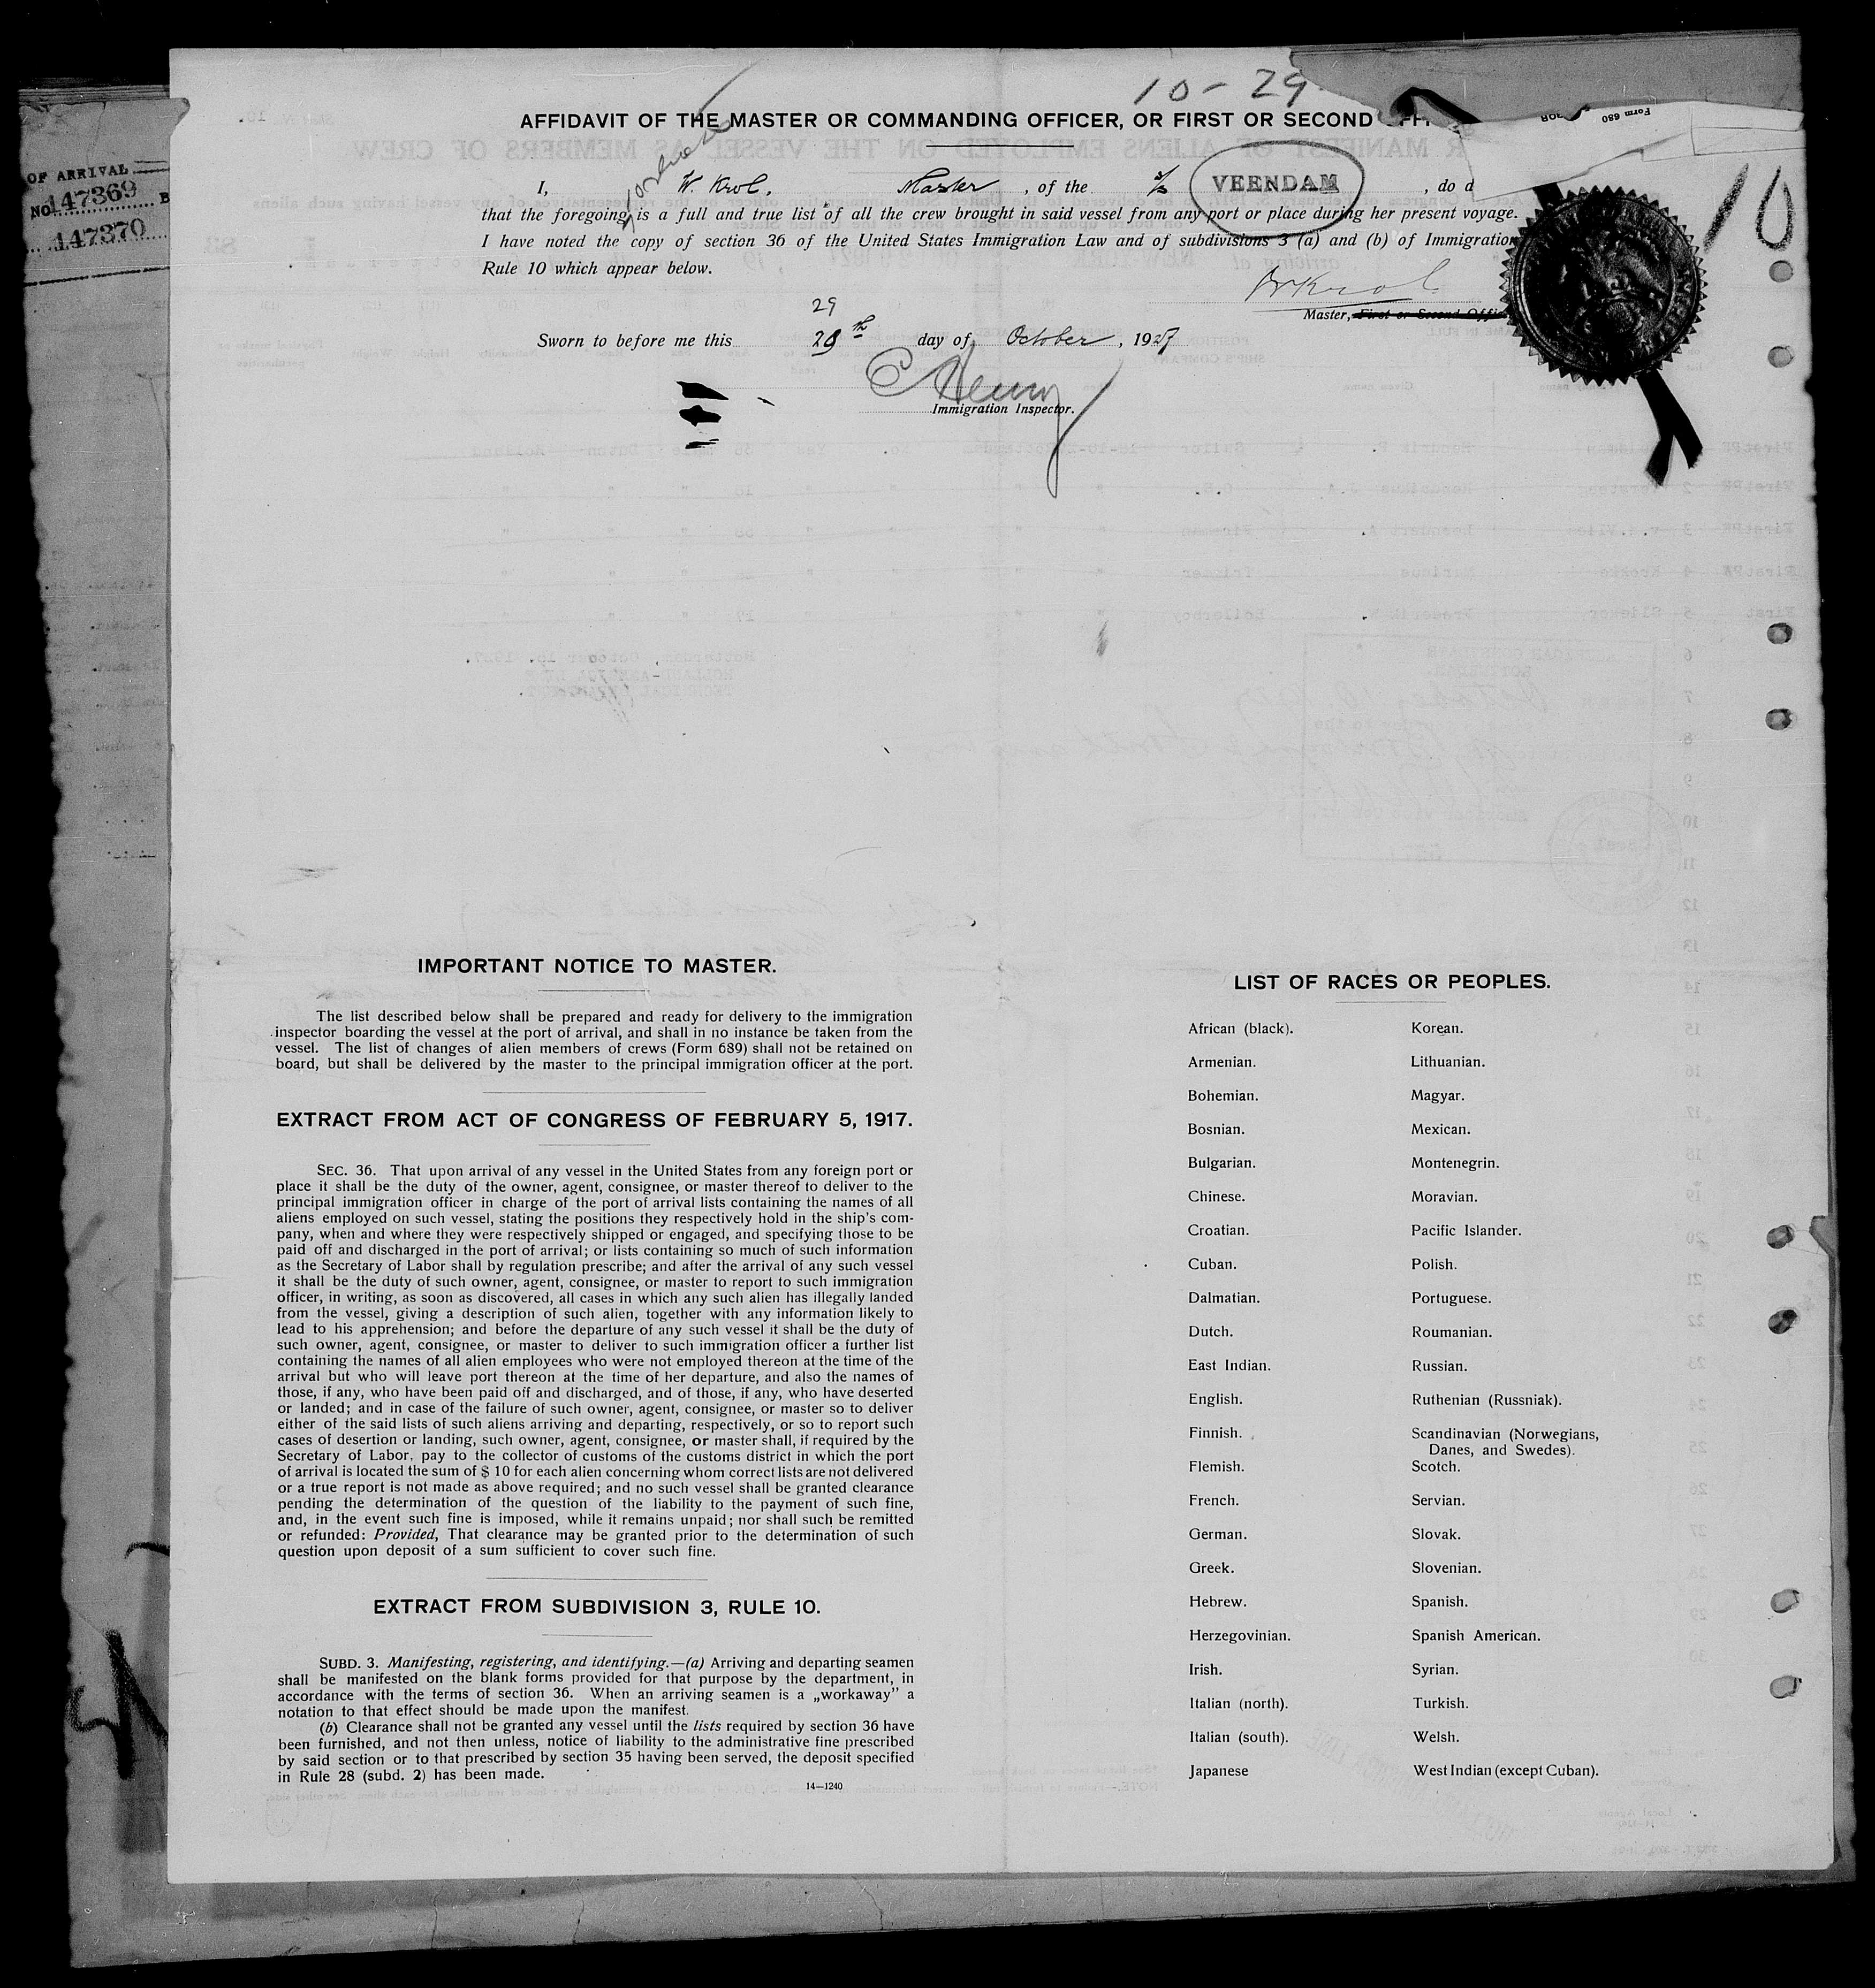 10-29
AFFIDAVIT OF THE MASTER OR COMMANDING OFFICER, OR FIRST OR SECOND
Form 680
OF ARRIVAL
No 147369 B
147370
10
I, W. Krol, Master, of the s/s VEENDAM, do d
that the foregoing is a full and true list of all the crew brought in said vessel from any port or place during her present voyage.
I have noted the copy of section 36 of the United States Immigration Law and of subdivisions 3 (a) and (b) of Immigration
Rule 10 which appear below.
WKrol
Master, First or Second Offi
29
Sworn to before me this 29th day of October, 1927
C Henry
Immigration Inspector.
IMPORTANT NOTICE TO MASTER.
The list described below shall be prepared and ready for delivery to the immigration
inspector boarding the vessel at the port of arrival, and shall in no instance be taken from the
vessel. The list of changes of alien members of crews (Form 689) shall not be retained on
board, but shall be delivered by the master to the principal immigration officer at the port.
EXTRACT FROM ACT OF CONGRESS OF FEBRUARY 5, 1917.
SEC. 36. That upon arrival of any vessel in the United States from any foreign port or
place it shall be the duty of the owner, agent, consignee, or master thereof to deliver to the
principal immigration officer in charge of the port of arrival lists containing the names of all
aliens employed on such vessel, stating the positions they respectively hold in the ship's com-
pany, when and where they were respectively shipped or engaged, and specifying those to be
paid off and discharged in the port of arrival; or lists containing so much of such information
as the Secretary of Labor shall by regulation prescribe; and after the arrival of any such vessel
it shall be the duty of such owner, agent, consignee, or master to report to such immigration
officer, in writing, as soon as discovered, all cases in which any such alien has illegally landed
from the vessel, giving a description of such alien, together with any information likely to
lead to his apprehension; and before the departure of any such vessel it shall be the duty of
such owner, agent, consignee, or master to deliver to such immigration officer a further list
containing the names of all alien employees who were not employed thereon at the time of the
arrival but who will leave port thereon at the time of her departure, and also the names of
those, if any, who have been paid off and discharged, and of those, if any, who have deserted
or landed; and in case of the failure of such owner, agent, consignee, or master so to deliver
either of the said lists of such aliens arriving and departing, respectively, or so to report such
cases of desertion or landing, such owner, agent, consignee, or master shall, if required by the
Secretary of Labor, pay to the collector of customs of the customs district in which the port
of arrival is located the sum of $ 10 for each alien concerning whom correct lists are not delivered
or a true report is not made as above required; and no such vessel shall be granted clearance
pending the determination of the question of the liability to the payment of such fine,
and, in the event such fine is imposed, while it remains unpaid; nor shall such be remitted
or refunded: Provided, That clearance may be granted prior to the determination of such
question upon deposit of a sum sufficient to cover such fine.
EXTRACT FROM SUBDIVISION 3, RULE 10.
SUBD. 3. Manifesting, registering, and identifying.—(a) Arriving and departing seamen
shall be manifested on the blank forms provided for that purpose by the department, in
accordance with the terms of section 36. When an arriving seamen is a „workaway” a
notation to that effect should be made upon the manifest.
(b) Clearance shall not be granted any vessel until the lists required by section 36 have
been furnished, and not then unless, notice of liability to the administrative fine prescribed
by said section or to that prescribed by section 35 having been served, the deposit specified
in Rule 28 (subd. 2) has been made.
14—1240
LIST OF RACES OR PEOPLES.
African (black). Korean.
Armenian. Lithuanian.
Bohemian. Magyar.
Bosnian. Mexican.
Bulgarian. Montenegrin.
Chinese. Moravian.
Croatian. Pacific Islander.
Cuban. Polish.
Dalmatian. Portuguese.
Dutch. Roumanian.
East Indian. Russian.
English. Ruthenian (Russniak).
Finnish. Scandinavian (Norwegians,
Danes, and Swedes).
Flemish. Scotch.
French. Servian.
German. Slovak.
Greek. Slovenian.
Hebrew. Spanish.
Herzegovinian. Spanish American.
Irish. Syrian.
Italian (north). Turkish.
Italian (south). Welsh.
Japanese West Indian (except Cuban).